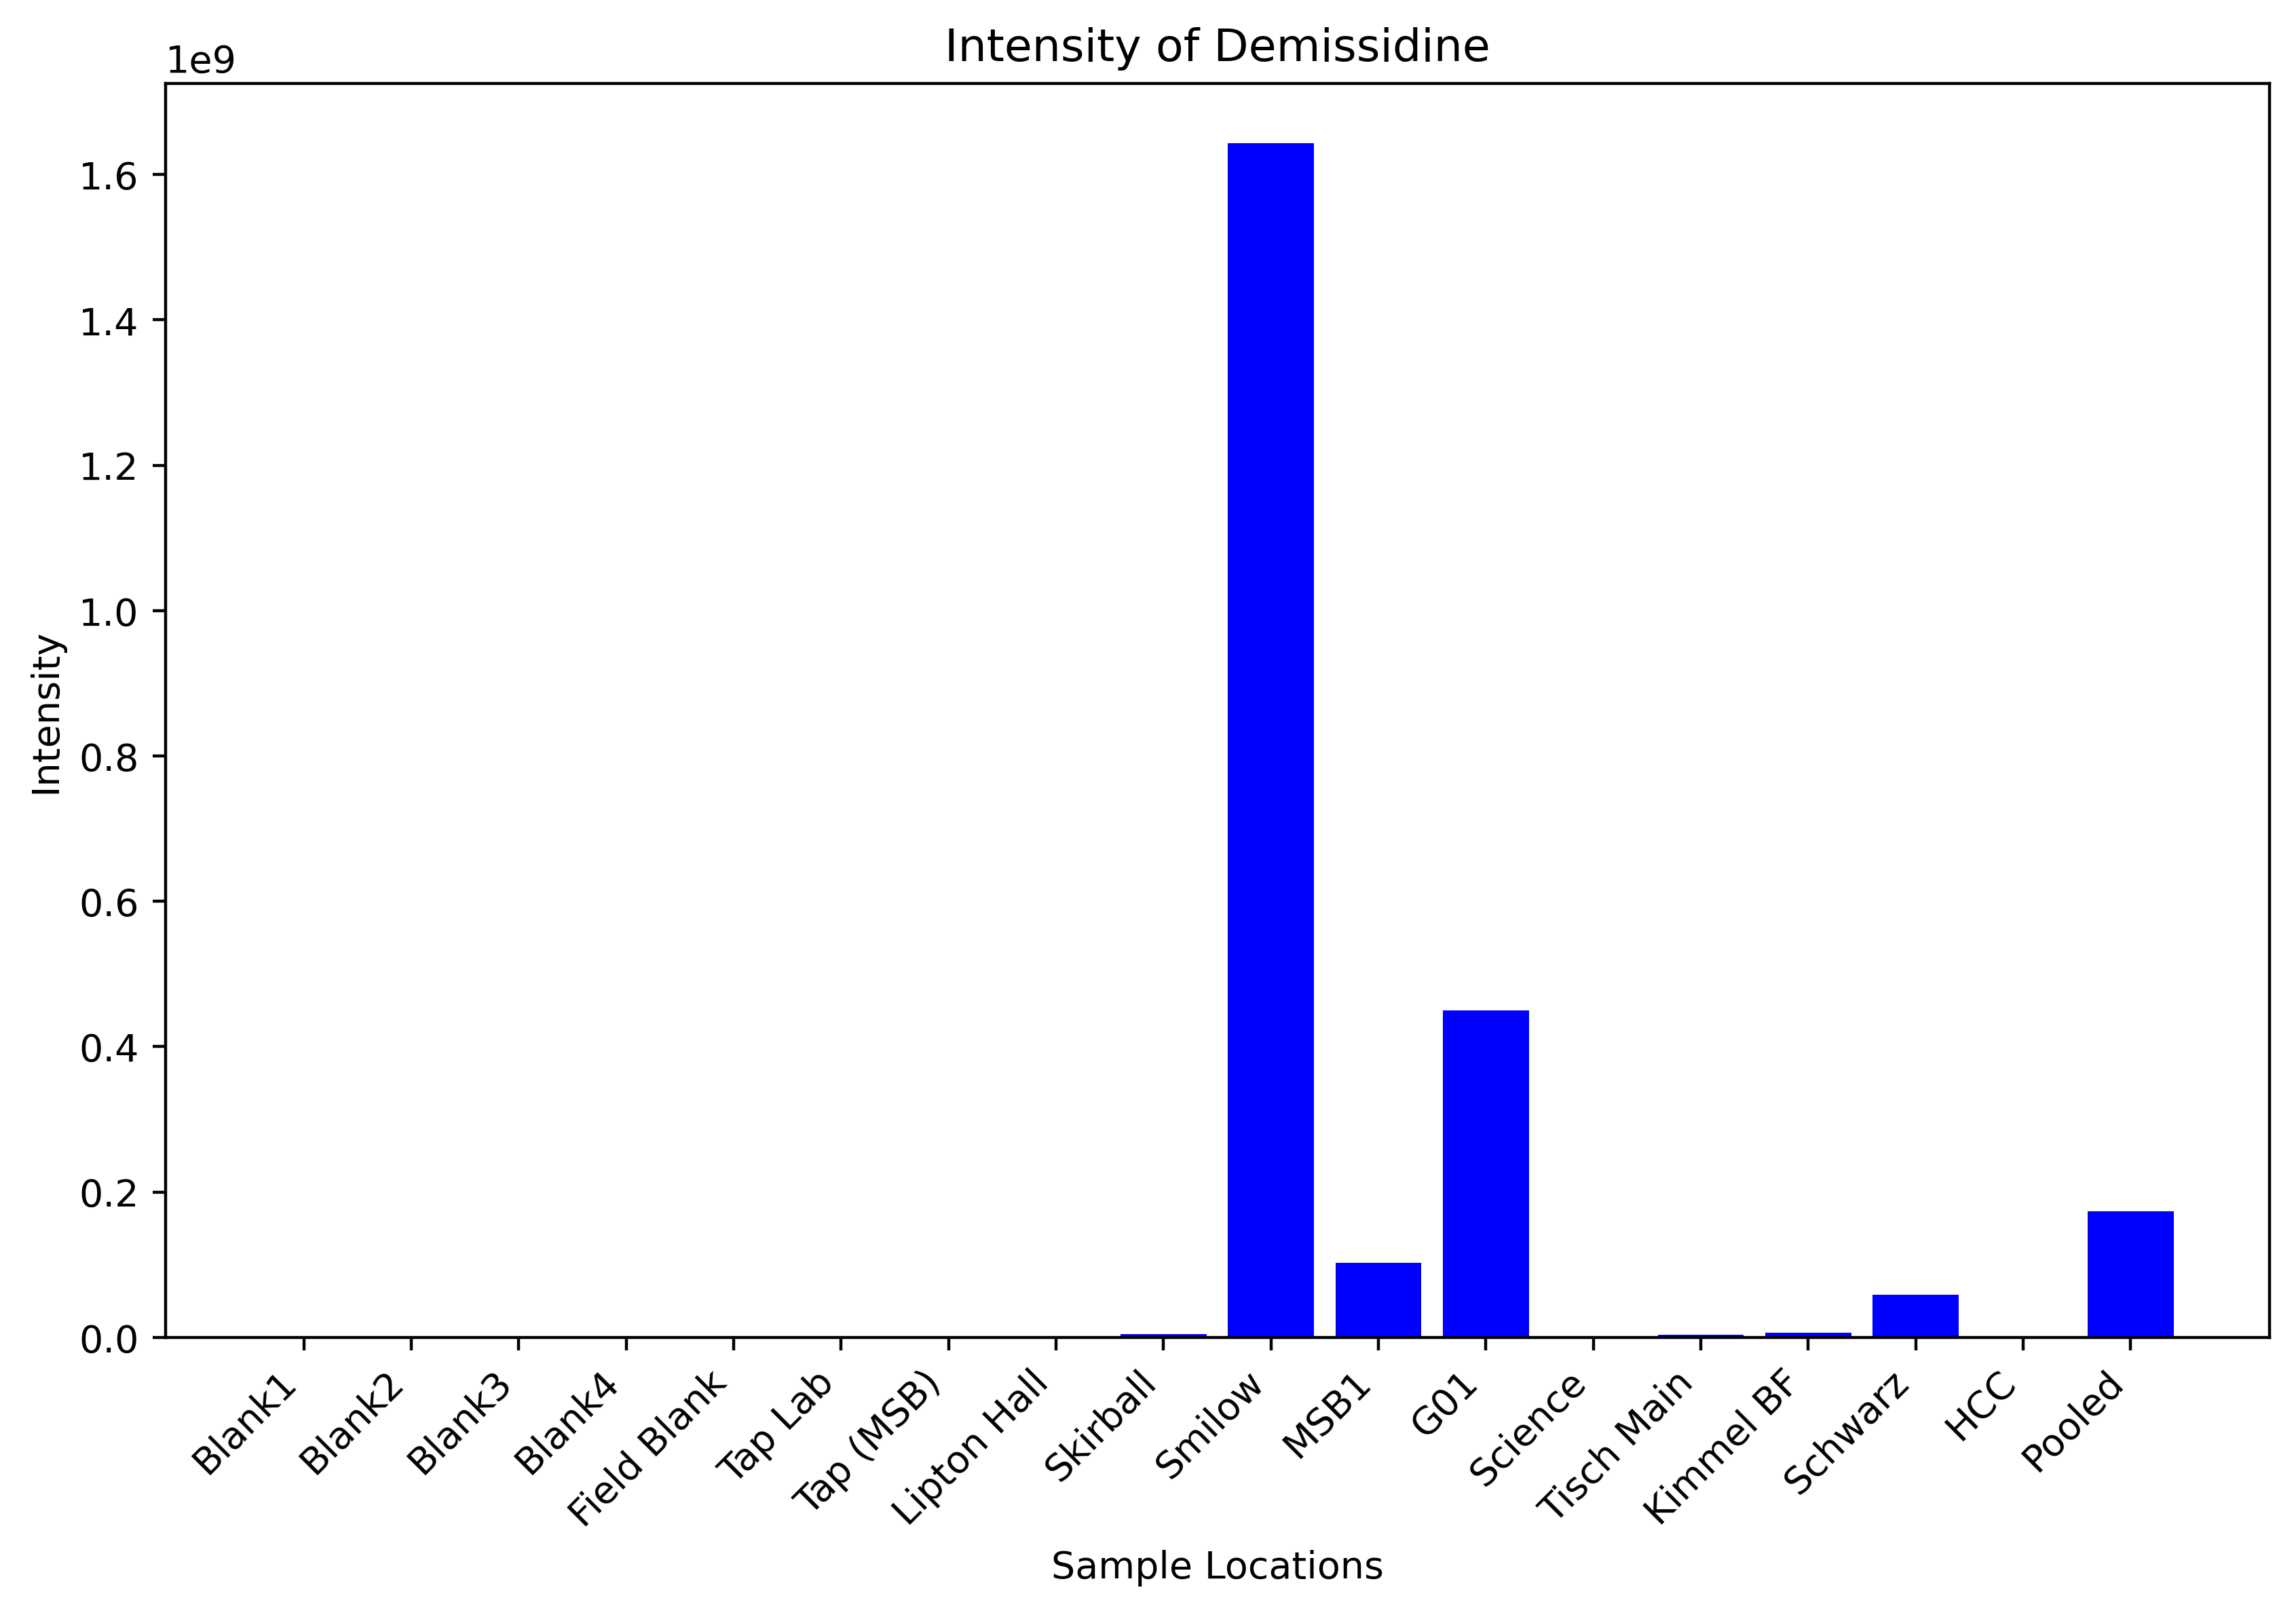 Intensity of Demissidine
1e9
1.6
1.4
1.2
1.0
0.8
0.6
0.4
0.2
0.0
Intensity
Blank1
Blank2
Blank3
Blank4
Field Blank
Tap Lab
Tap (MSB)
Lipton Hall
Skirball
Smilow
MSB1
G01
Science
Tisch Main
Kimmel BF
Schwarz
HCC
Pooled
Sample Locations